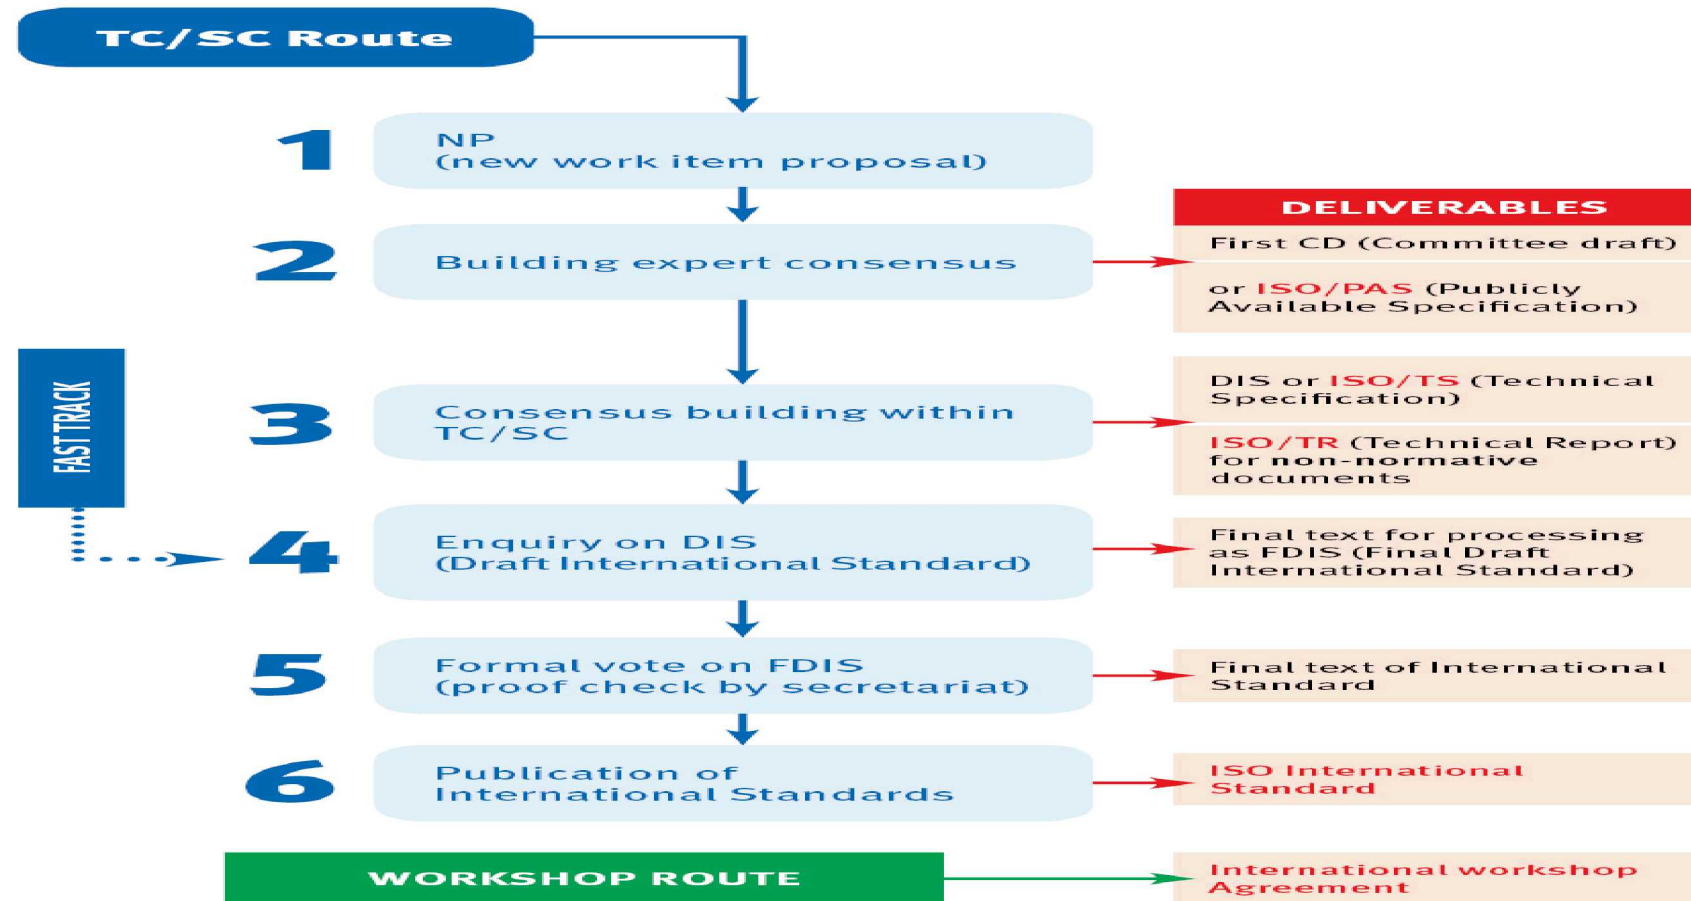 TC/SC Route
1
NP
(new work item proposal)
DELIVERABLES
2
Building expert consensus
First CD (Committee draft)
or ISO/PAS (Publicly
Available Specification)
FAST TRACK
3
Consensus building within
TC/SC
DIS or ISO/TS (Technical
Specification)
ISO/TR (Technical Report)
for non-normative
documents
4
Enquiry on DIS
(Draft International Standard)
Final text for processing
as FDIS (Final Draft
International Standard)
5
Formal vote on FDIS
(proof check by secretariat)
Final text of International
Standard
6
Publication of
International Standards
ISO International
Standard
WORKSHOP ROUTE
International workshop
Agreement